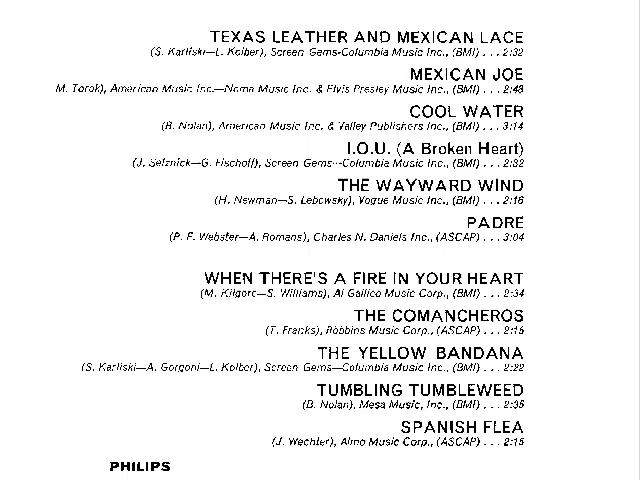 TEXAS LEATHER AND MEXICAN LACE
(S. Karliski—L. Kolber), Screen Gems-Columbia Music Inc., (BMI) . . . 2:32
MEXICAN JOE
M. Torok), American Music Inc.—Noma Music Inc. & Elvis Presley Music Inc., (BMI) . . . 2:48
COOL WATER
(B. Nolan), American Music Inc. & Valley Publishers Inc., (BMI) . . . 3:14
I.O.U. (A Broken Heart)
(J. Selznick—G. Fischoff), Screen Gems--Columbia Music Inc., (BMI) . . . 2:32
THE WAYWARD WIND
(H. Newman—S. Lebowsky), Vogue Music Inc., (BMI) . . . 2:16
PADRE
(P. F. Webster—A. Romans), Charles N. Daniels Inc., (ASCAP) . . . 3:04
WHEN THERE'S A FIRE IN YOUR HEART
(M. Kilgore—S. Williams), Al Gallico Music Corp., (BMI) . . . 2:34
THE COMANCHEROS
(T. Franks), Robbins Music Corp., (ASCAP) . . . 2:15
THE YELLOW BANDANA
(S. Karliski—A. Gorgoni—L. Kolber), Screen Gems—Columbia Music Inc., (BMI) . . . 2:22
TUMBLING TUMBLEWEED
(B. Nolan), Mesa Music, Inc., (BMI) . . . 2:35
SPANISH FLEA
(J. Wechter), Almo Music Corp., (ASCAP) . . . 2:15
PHILIPS